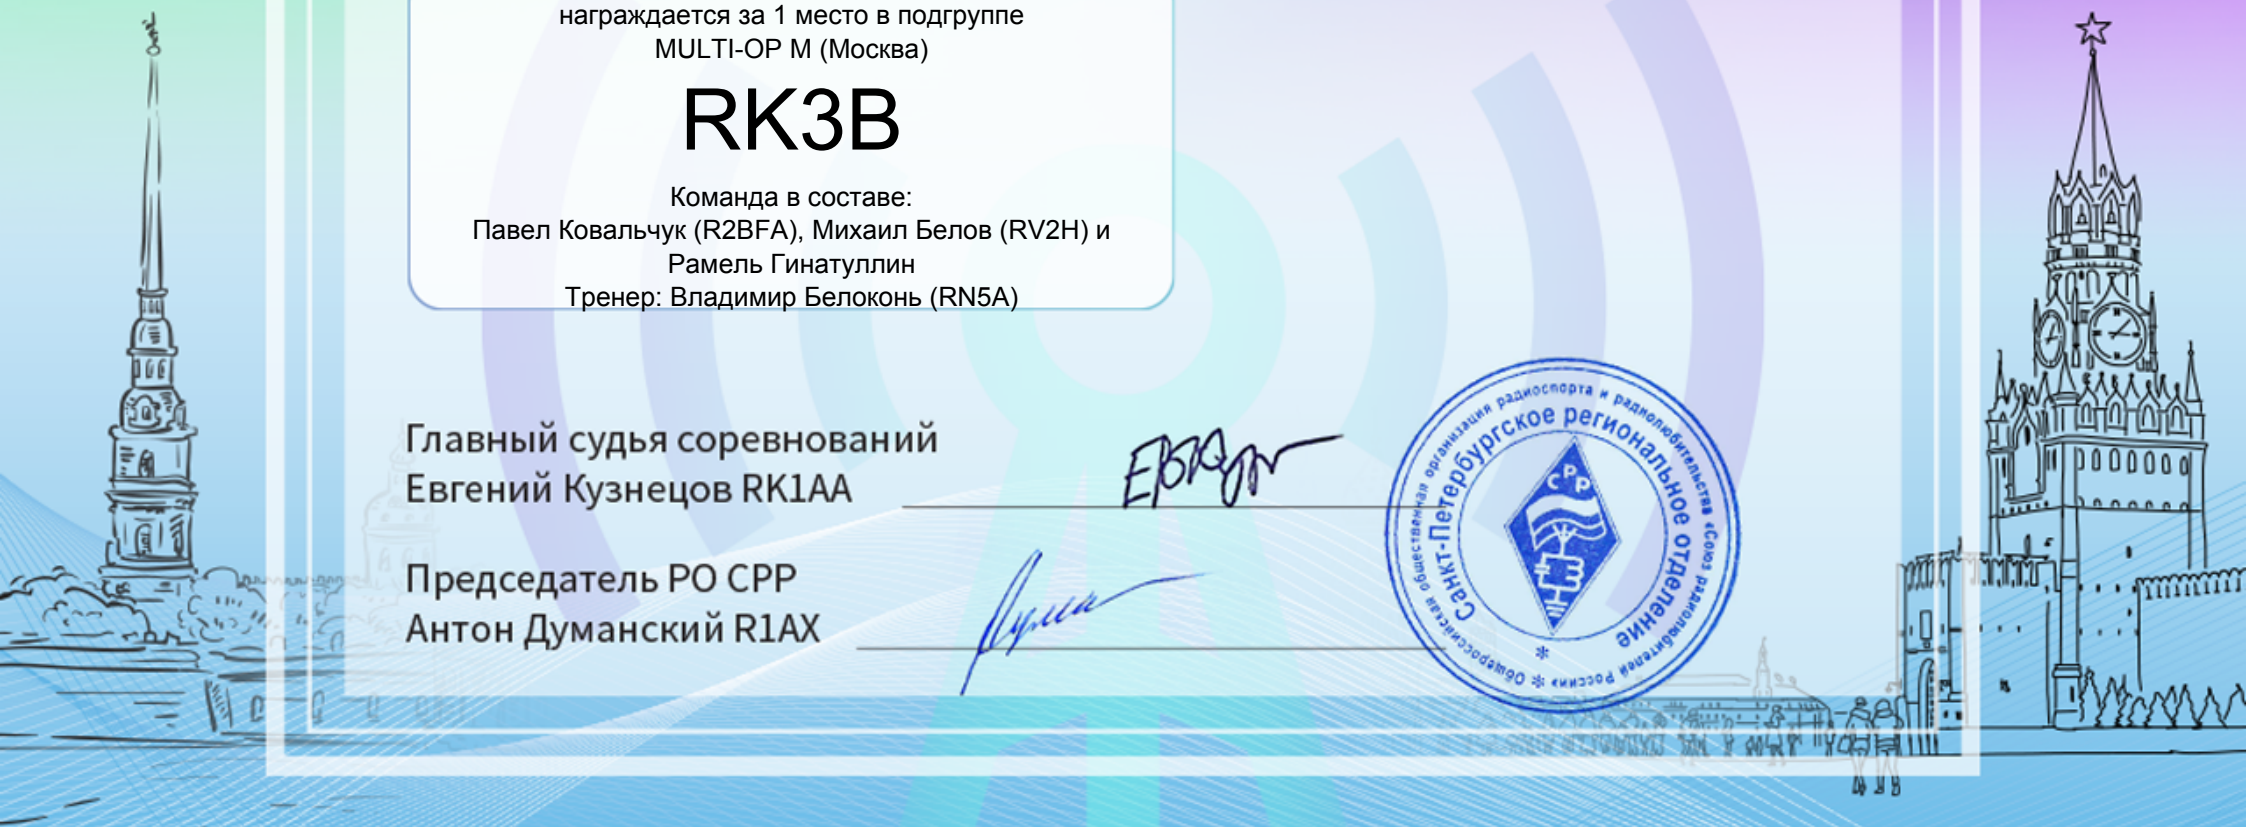 награждается за 1 место в подгруппе
MULTI-OP M (Москва)
RK3B
Команда в составе:
Павел Ковальчук (R2BFA), Михаил Белов (RV2H) и
Рамель Гинатуллин
Тренер: Владимир Белоконь (RN5A)
Главный судья соревнований
Евгений Кузнецов RK1AA
Председатель РО СРР
Антон Думанский R1AX
Общероссийская общественная организация радиоспорта и радиолюбительства «Союз радиолюбителей России»
Санкт-Петербургское региональное отделение
СРР